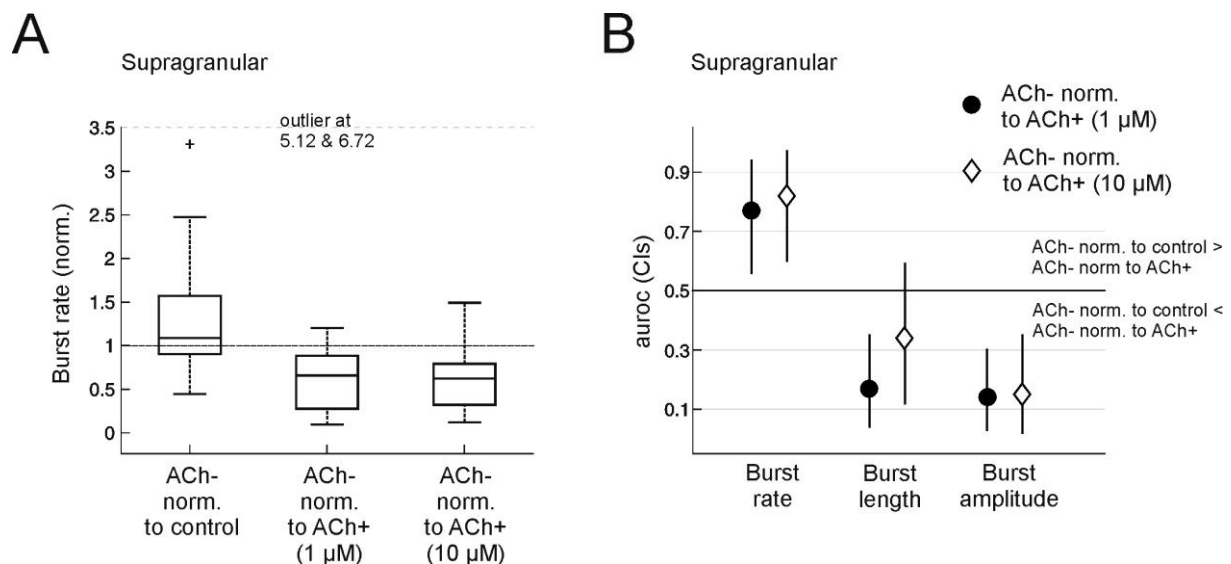 A
Supragranular
outlier at
5.12 & 6.72
3.5
3
2.5
2
1.5
1
0.5
0
Burst rate (norm.)
ACh-
norm.
to control
ACh-
norm.
to ACh+
(1 µM)
ACh-
norm.
to ACh+
(10 µM)
B
Supragranular
ACh- norm.
to ACh+ (1 µM)
ACh- norm.
to ACh+ (10 µM)
0.9
0.7
0.5
0.3
0.1
auroc (CIs)
ACh- norm. to control >
ACh- norm to ACh+
ACh- norm. to control <
ACh- norm. to ACh+
Burst
rate
Burst
length
Burst
amplitude